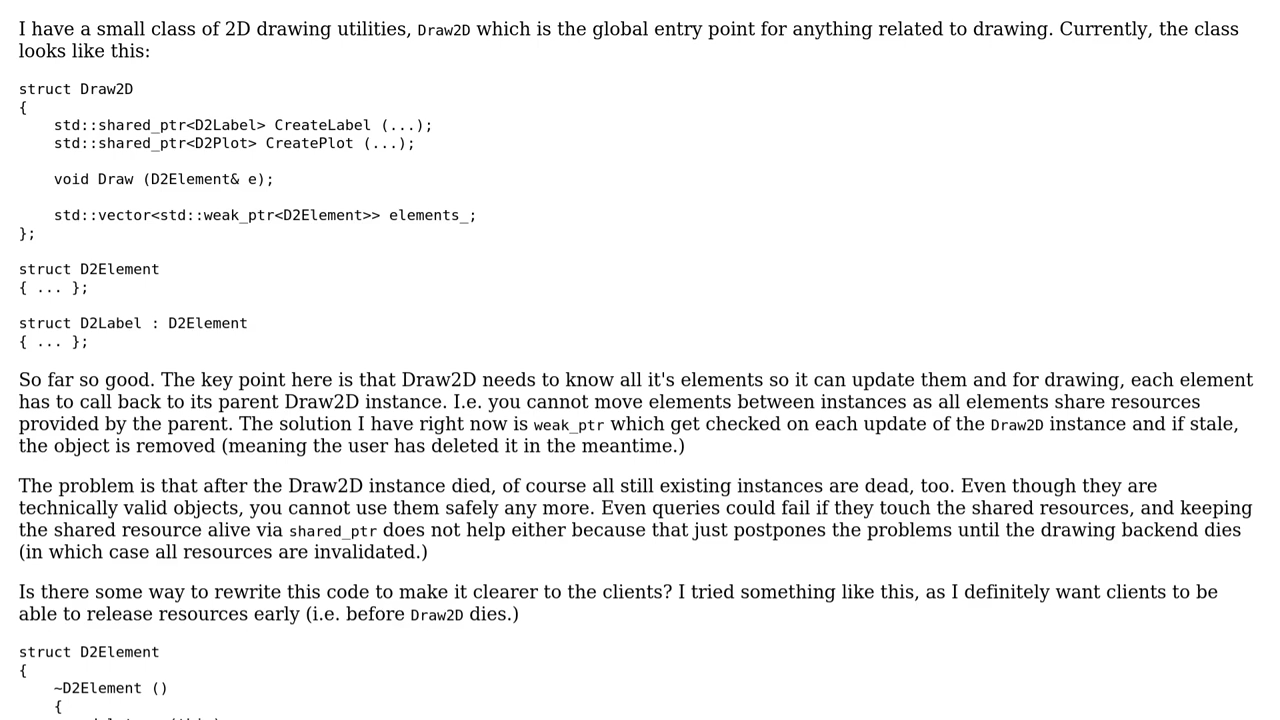 I have a small class of 2D drawing utilities, Draw2D which is the global entry point for anything related to drawing. Currently, the class
looks like this:
struct Draw2D
{
    std::shared_ptr<D2Label> CreateLabel (...);
    std::shared_ptr<D2Plot> CreatePlot (...);
    void Draw (D2Element& e);
    std::vector<std::weak_ptr<D2Element>> elements_;
};
struct D2Element
{ ... };
struct D2Label : D2Element
{ ... };
So far so good. The key point here is that Draw2D needs to know all it's elements so it can update them and for drawing, each element
has to call back to its parent Draw2D instance. I.e. you cannot move elements between instances as all elements share resources
provided by the parent. The solution I have right now is weak_ptr which get checked on each update of the Draw2D instance and if stale,
the object is removed (meaning the user has deleted it in the meantime.)
The problem is that after the Draw2D instance died, of course all still existing instances are dead, too. Even though they are
technically valid objects, you cannot use them safely any more. Even queries could fail if they touch the shared resources, and keeping
the shared resource alive via shared_ptr does not help either because that just postpones the problems until the drawing backend dies
(in which case all resources are invalidated.)
Is there some way to rewrite this code to make it clearer to the clients? I tried something like this, as I definitely want clients to be
able to release resources early (i.e. before Draw2D dies.)
struct D2Element
{
    ~D2Element ()
    {